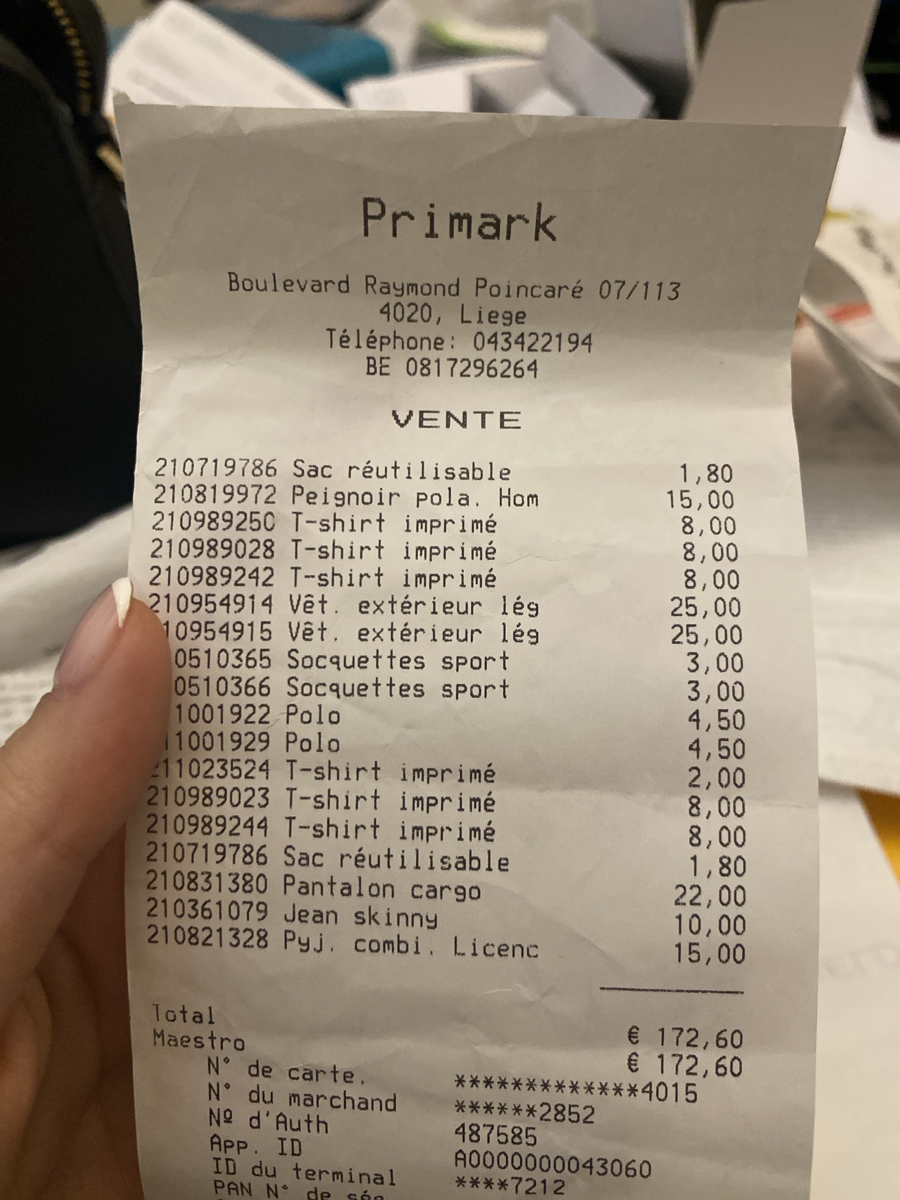 Primark
Boulevard Raymond Poincaré 07/113
4020, Liege
Téléphone: 043422194
BE 0817296264
VENTE
210719786 Sac réutilisable 1,80
210819972 Peignoir pola. Hom 15,00
210989250 T-shirt imprimé 8,00
210989028 T-shirt imprimé 8,00
210989242 T-shirt imprimé 8,00
210954914 Vêt. extérieur lég 25,00
10954915 Vêt. extérieur lég 25,00
0510365 Socquettes sport 3,00
0510366 Socquettes sport 3,00
1001922 Polo 4,50
11001929 Polo 4,50
211023524 T-shirt imprimé 2,00
210989023 T-shirt imprimé 8,00
210989244 T-shirt imprimé 8,00
210719786 Sac réutilisable 1,80
210831380 Pantalon cargo 22,00
210361079 Jean skinny 10,00
210821328 Pyj. combi. Licenc 15,00
Total € 172,60
Maestro € 172,60
N° de carte. *************4015
N° du marchand ******2852
Nº d'Auth 487585
App. ID A0000000043060
ID du terminal ****7212
PAN N° de